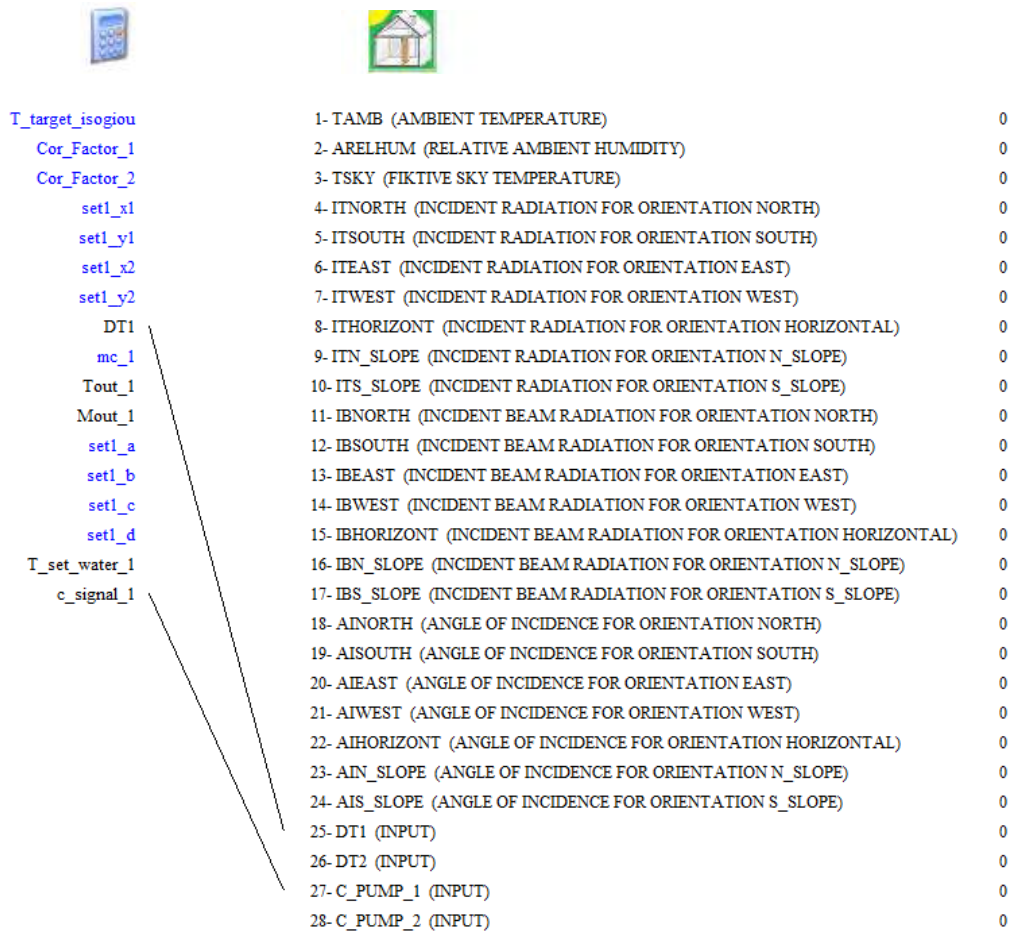 T_target_isogiou 1- TAMB (AMBIENT TEMPERATURE) 0
Cor_Factor_1 2- ARELHUM (RELATIVE AMBIENT HUMIDITY) 0
Cor_Factor_2 3- TSKY (FIKTIVE SKY TEMPERATURE) 0
set1_x1 4- ITNORTH (INCIDENT RADIATION FOR ORIENTATION NORTH) 0
set1_y1 5- ITSOUTH (INCIDENT RADIATION FOR ORIENTATION SOUTH) 0
set1_x2 6- ITEAST (INCIDENT RADIATION FOR ORIENTATION EAST) 0
set1_y2 7- ITWEST (INCIDENT RADIATION FOR ORIENTATION WEST) 0
DT1 8- ITHORIZONT (INCIDENT RADIATION FOR ORIENTATION HORIZONTAL) 0
mc_1 9- ITN_SLOPE (INCIDENT RADIATION FOR ORIENTATION N_SLOPE) 0
Tout_1 10- ITS_SLOPE (INCIDENT RADIATION FOR ORIENTATION S_SLOPE) 0
Mout_1 11- IBNORTH (INCIDENT BEAM RADIATION FOR ORIENTATION NORTH) 0
set1_a 12- IBSOUTH (INCIDENT BEAM RADIATION FOR ORIENTATION SOUTH) 0
set1_b 13- IBEAST (INCIDENT BEAM RADIATION FOR ORIENTATION EAST) 0
set1_c 14- IBWEST (INCIDENT BEAM RADIATION FOR ORIENTATION WEST) 0
set1_d 15- IBHORIZONT (INCIDENT BEAM RADIATION FOR ORIENTATION HORIZONTAL) 0
T_set_water_1 16- IBN_SLOPE (INCIDENT BEAM RADIATION FOR ORIENTATION N_SLOPE) 0
c_signal_1 17- IBS_SLOPE (INCIDENT BEAM RADIATION FOR ORIENTATION S_SLOPE) 0
18- AINORTH (ANGLE OF INCIDENCE FOR ORIENTATION NORTH) 0
19- AISOUTH (ANGLE OF INCIDENCE FOR ORIENTATION SOUTH) 0
20- AIEAST (ANGLE OF INCIDENCE FOR ORIENTATION EAST) 0
21- AIWEST (ANGLE OF INCIDENCE FOR ORIENTATION WEST) 0
22- AIHORIZONT (ANGLE OF INCIDENCE FOR ORIENTATION HORIZONTAL) 0
23- AIN_SLOPE (ANGLE OF INCIDENCE FOR ORIENTATION N_SLOPE) 0
24- AIS_SLOPE (ANGLE OF INCIDENCE FOR ORIENTATION S_SLOPE) 0
25- DT1 (INPUT) 0
26- DT2 (INPUT) 0
27- C_PUMP_1 (INPUT) 0
28- C_PUMP_2 (INPUT) 0